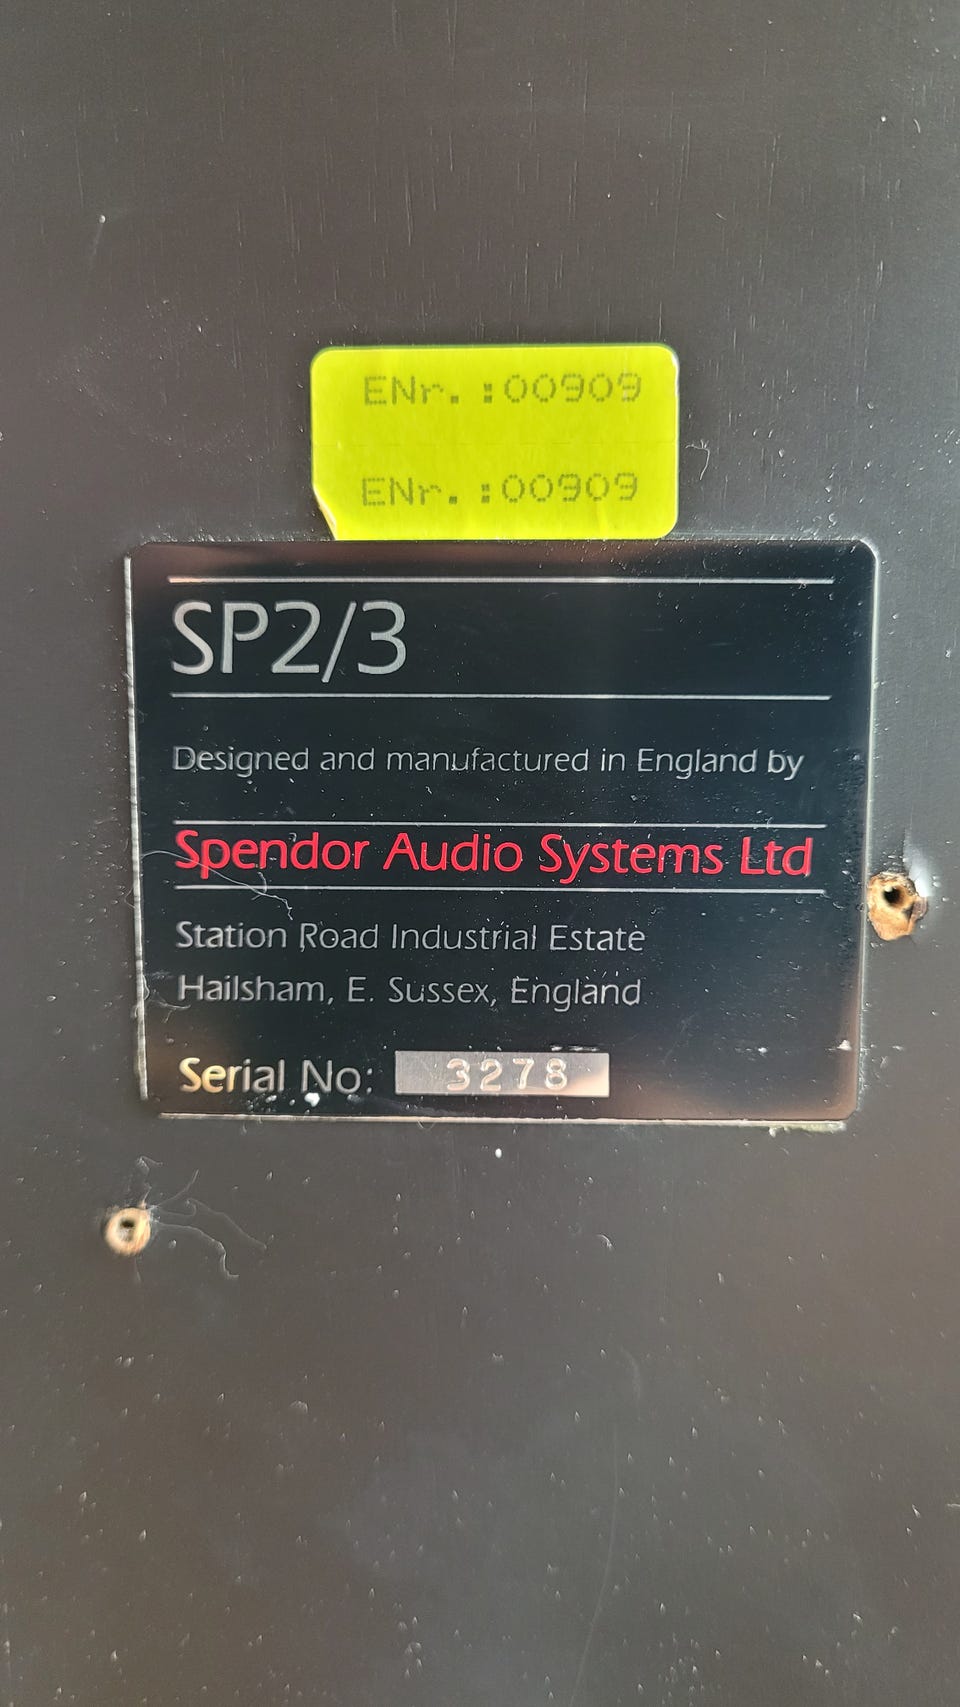 ENr.:00909
ENr.:00909
SP2/3
Designed and manufactured in England by
Spendor Audio Systems Ltd
Station Road Industrial Estate
Hailsham, E. Sussex, England
Serial No: 3278